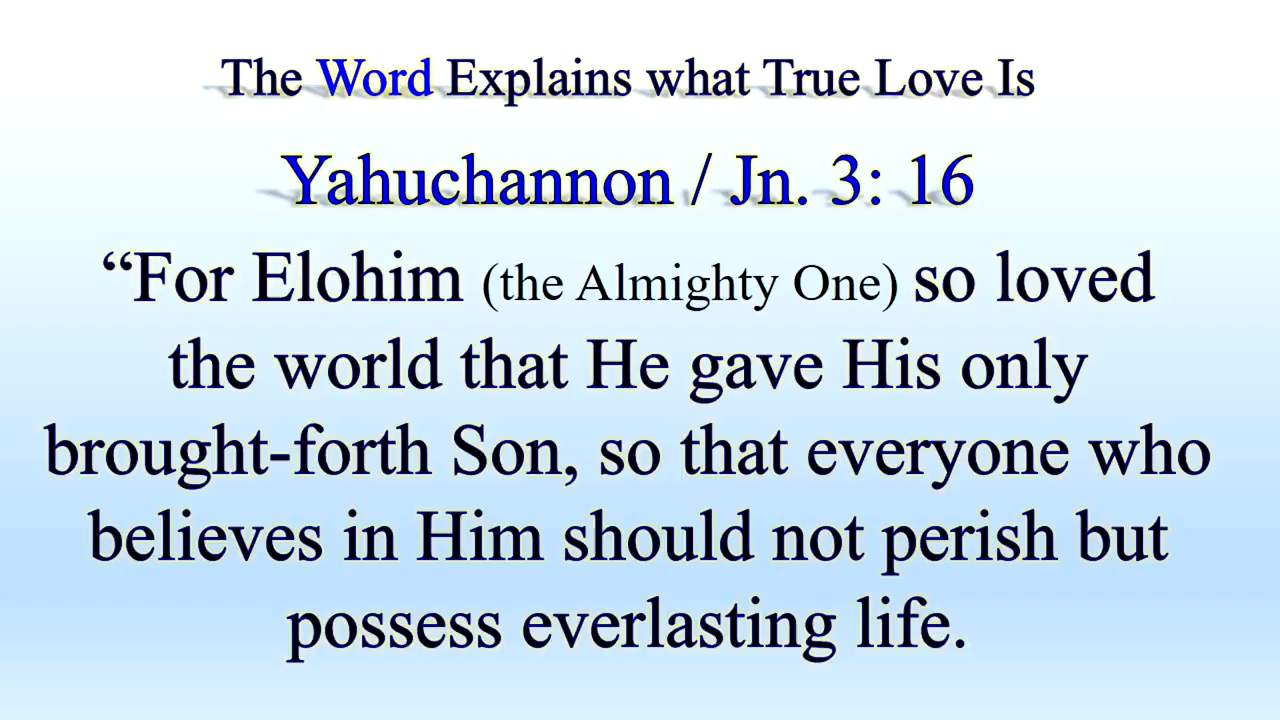 The Word Explains what True Love Is
Yahuchannon / Jn. 3: 16
“For Elohim (the Almighty One) so loved
the world that He gave His only
brought-forth Son, so that everyone who
believes in Him should not perish but
possess everlasting life.